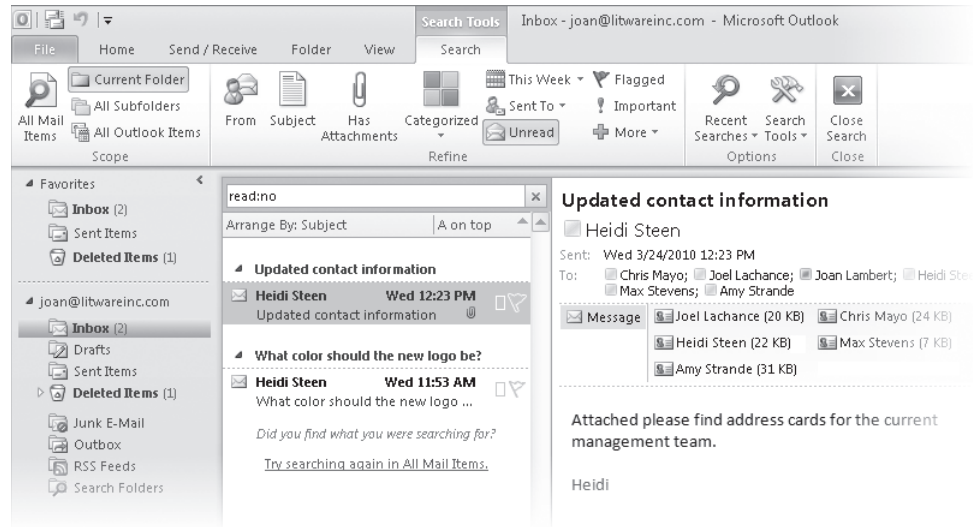 Search Tools Inbox - joan@litwareinc.com - Microsoft Outlook
File Home Send / Receive Folder View Search
All Mail Items
Current Folder
All Subfolders
All Outlook Items
Scope
From Subject Has Attachments Categorized
This Week Flagged
Sent To Important
Unread More
Refine
Recent Searches Search Tools
Options
Close Search
Close
Favorites
Inbox (2)
Sent Items
Deleted Items (1)
joan@litwareinc.com
Inbox (2)
Drafts
Sent Items
Deleted Items (1)
Junk E-Mail
Outbox
RSS Feeds
Search Folders
read:no
Arrange By: Subject A on top
Updated contact information
Heidi Steen Wed 12:23 PM
Updated contact information
What color should the new logo be?
Heidi Steen Wed 11:53 AM
What color should the new logo ...
Did you find what you were searching for?
Try searching again in All Mail Items.
Updated contact information
Heidi Steen
Sent: Wed 3/24/2010 12:23 PM
To: Chris Mayo; Joel Lachance; Joan Lambert; Heidi Stee
Max Stevens; Amy Strande
Message Joel Lachance (20 KB) Chris Mayo (24 KB)
Heidi Steen (22 KB) Max Stevens (7 KB)
Amy Strande (31 KB)
Attached please find address cards for the current
management team.
Heidi